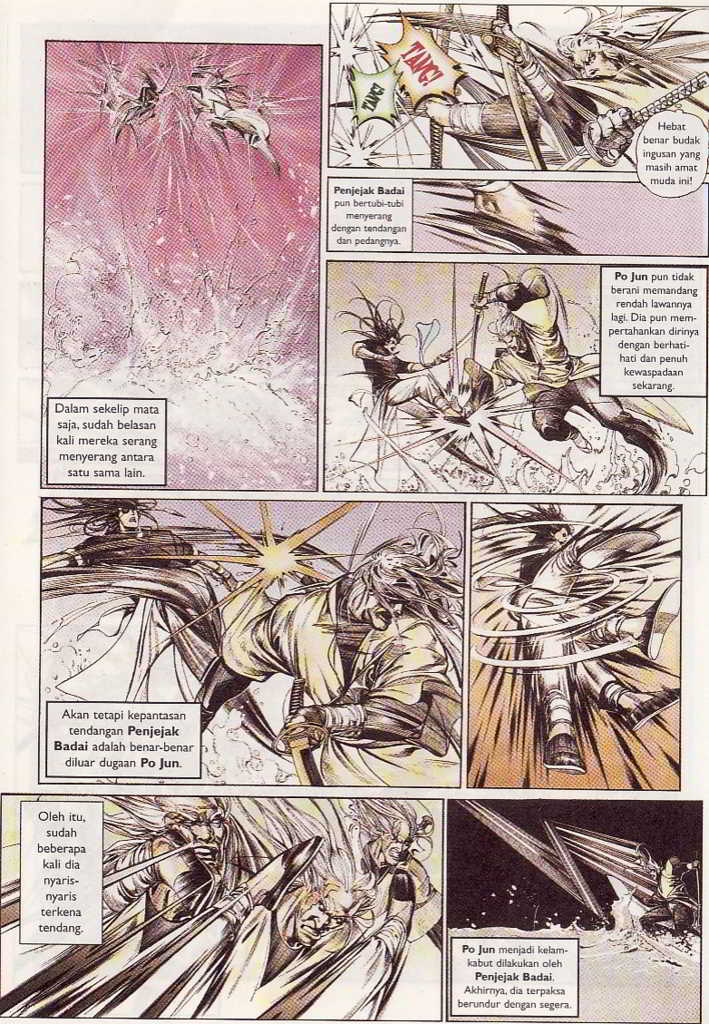 Dalam sekelip mata
saja, sudah belasan
kali mereka serang
menyerang antara
satu sama lain.
TANG!
TANG!
Hebat
benar budak
ingusan yang
masih amat
muda ini!
Penjejak Badai
pun bertubi-tubi
menyerang
dengan tendangan
dan pedangnya.
Po Jun pun tidak
berani memandang
rendah lawannya
lagi. Dia pun mem-
pertahankan dirinya
dengan berhati-
hati dan penuh
kewaspadaan
sekarang.
Akan tetapi kepantasan
tendangan Penjejak
Badai adalah benar-benar
diluar dugaan Po Jun.
Oleh itu,
sudah
beberapa
kali dia
nyaris-
nyaris
terkena
tendang.
Po Jun menjadi kelam-
kabut dilakukan oleh
Penjejak Badai.
Akhirnya, dia terpaksa
berundur dengan segera.